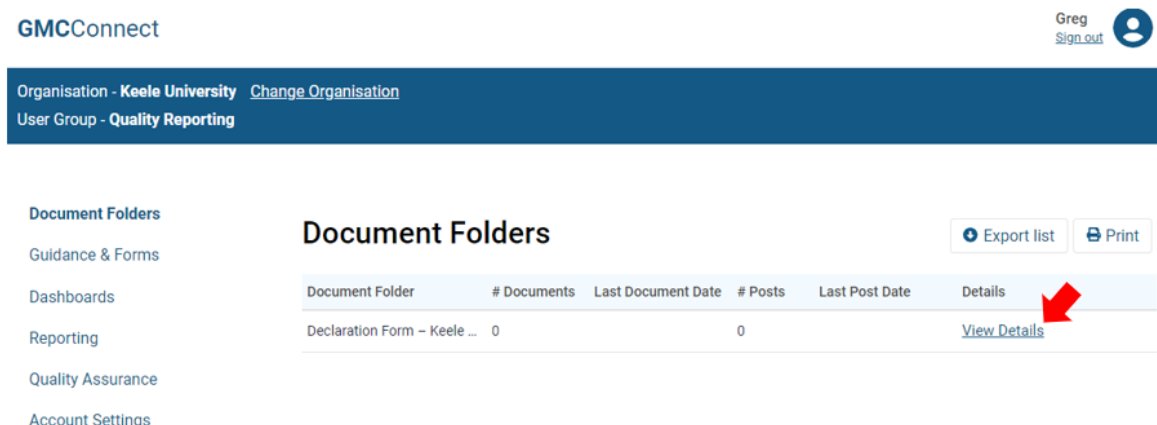 GMCConnect
Greg
Sign out
Organisation - Keele University Change Organisation
User Group - Quality Reporting
Document Folders
Guidance & Forms
Dashboards
Reporting
Quality Assurance
Account Settings
Document Folders
Export list Print
Document Folder # Documents Last Document Date # Posts Last Post Date Details
Declaration Form – Keele ... 0 0 View Details